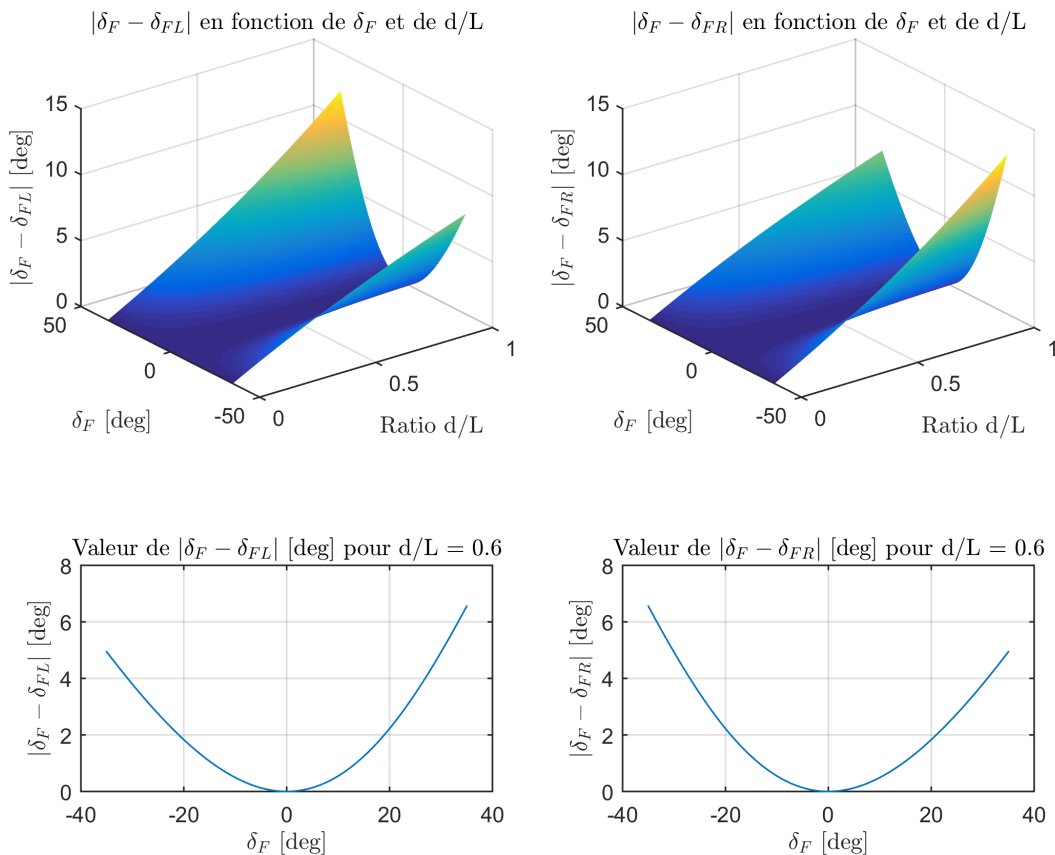 |δ_F − δ_FL| en fonction de δ_F et de d/L
15
10
5
0
|δ_F − δ_FL| [deg]
50
0
-50
δ_F [deg]
0
0.5
1
Ratio d/L
|δ_F − δ_FR| en fonction de δ_F et de d/L
15
10
5
0
|δ_F − δ_FR| [deg]
50
0
-50
δ_F [deg]
0
0.5
1
Ratio d/L
Valeur de |δ_F − δ_FL| [deg] pour d/L = 0.6
8
6
4
2
0
|δ_F − δ_FL| [deg]
-40 -20 0 20 40
δ_F [deg]
Valeur de |δ_F − δ_FR| [deg] pour d/L = 0.6
8
6
4
2
0
|δ_F − δ_FR| [deg]
-40 -20 0 20 40
δ_F [deg]